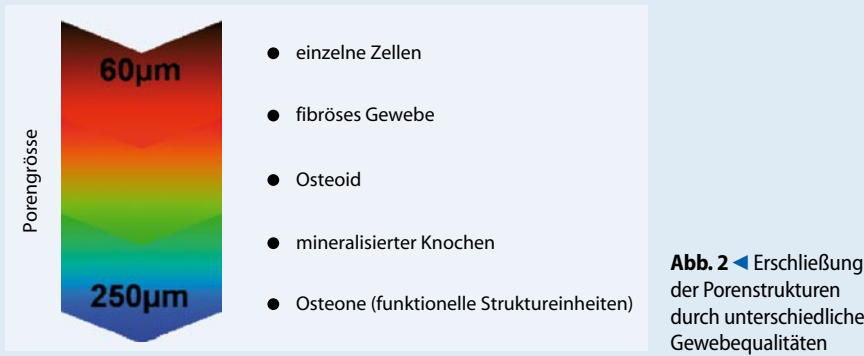 Porengrösse
60µm
250µm
● einzelne Zellen
● fibröses Gewebe
● Osteoid
● mineralisierter Knochen
● Osteone (funktionelle Struktureinheiten)
Abb. 2 ◀ Erschließung
der Porenstrukturen
durch unterschiedliche
Gewebequalitäten